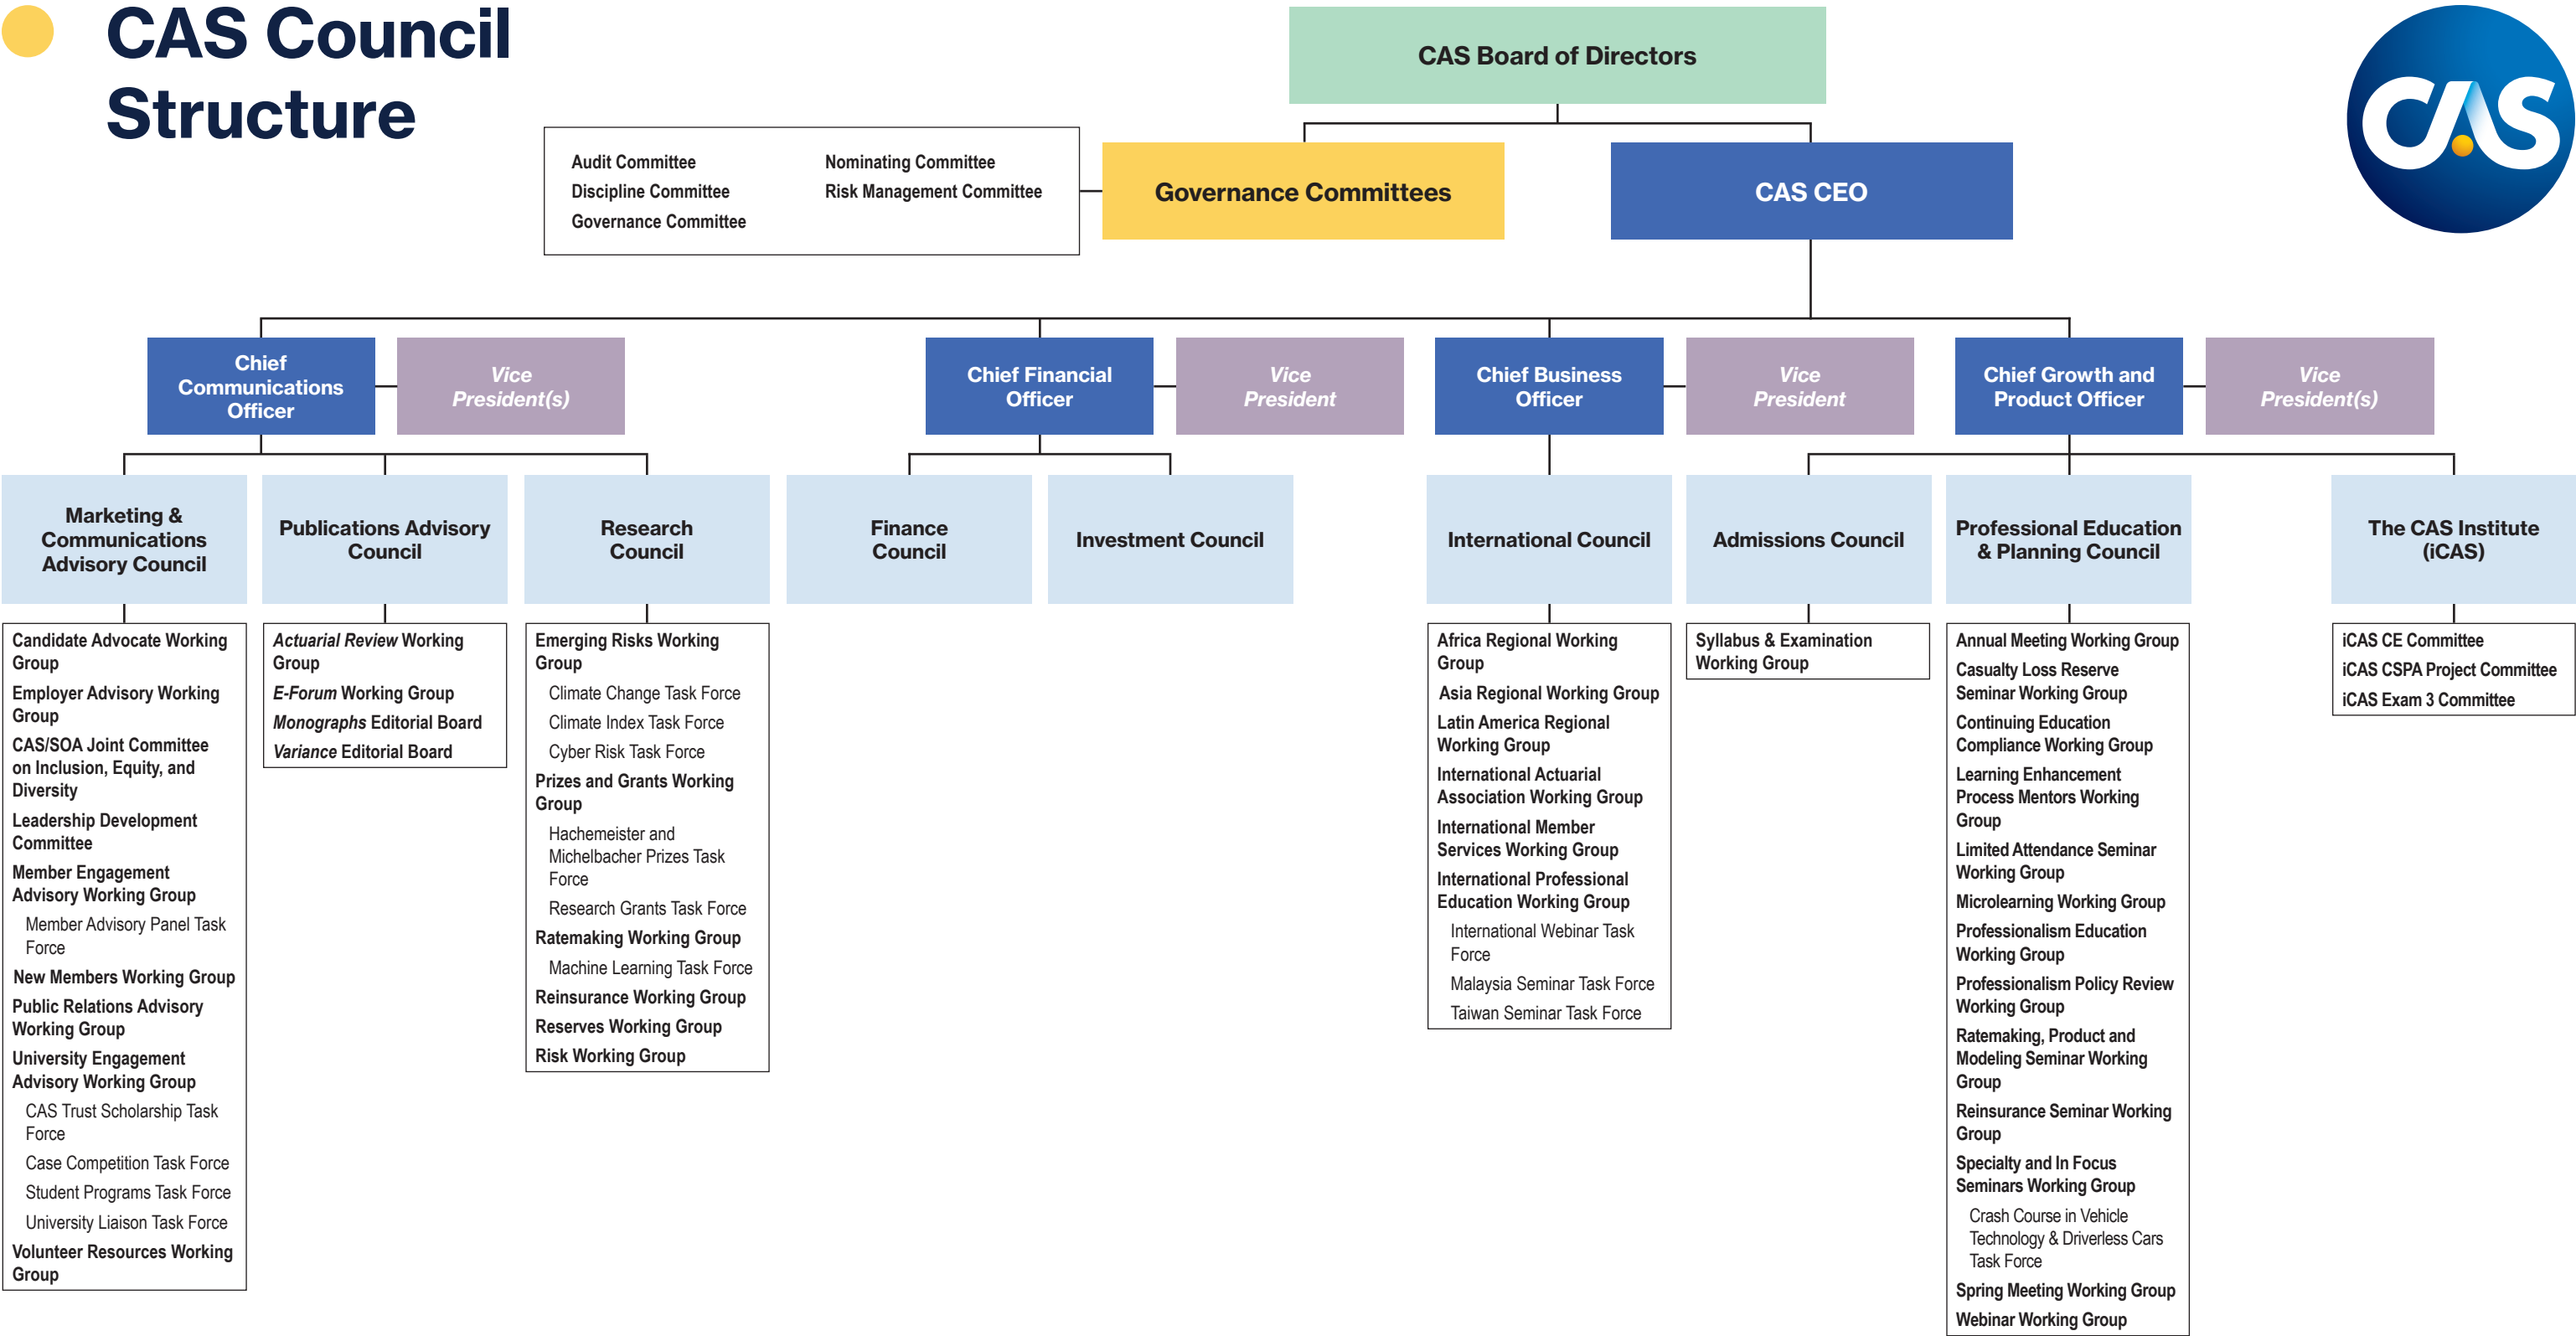 CAS Council
Structure
CAS Board of Directors
CAS
Audit Committee
Discipline Committee
Governance Committee
Nominating Committee
Risk Management Committee
Governance Committees
CAS CEO
Chief
Communications
Officer
Vice
President(s)
Chief Financial
Officer
Vice
President
Chief Business
Officer
Vice
President
Chief Growth and
Product Officer
Vice
President(s)
Marketing &
Communications
Advisory Council
Publications Advisory
Council
Research
Council
Finance
Council
Investment Council
International Council
Admissions Council
Professional Education
& Planning Council
The CAS Institute
(iCAS)
Candidate Advocate Working
Group
Employer Advisory Working
Group
CAS/SOA Joint Committee
on Inclusion, Equity, and
Diversity
Leadership Development
Committee
Member Engagement
Advisory Working Group
Member Advisory Panel Task
Force
New Members Working Group
Public Relations Advisory
Working Group
University Engagement
Advisory Working Group
CAS Trust Scholarship Task
Force
Case Competition Task Force
Student Programs Task Force
University Liaison Task Force
Volunteer Resources Working
Group
Actuarial Review Working
Group
E-Forum Working Group
Monographs Editorial Board
Variance Editorial Board
Emerging Risks Working
Group
Climate Change Task Force
Climate Index Task Force
Cyber Risk Task Force
Prizes and Grants Working
Group
Hachemeister and
Michelbacher Prizes Task
Force
Research Grants Task Force
Ratemaking Working Group
Machine Learning Task Force
Reinsurance Working Group
Reserves Working Group
Risk Working Group
Africa Regional Working
Group
Asia Regional Working Group
Latin America Regional
Working Group
International Actuarial
Association Working Group
International Member
Services Working Group
International Professional
Education Working Group
International Webinar Task
Force
Malaysia Seminar Task Force
Taiwan Seminar Task Force
Syllabus & Examination
Working Group
Annual Meeting Working Group
Casualty Loss Reserve
Seminar Working Group
Continuing Education
Compliance Working Group
Learning Enhancement
Process Mentors Working
Group
Limited Attendance Seminar
Working Group
Microlearning Working Group
Professionalism Education
Working Group
Professionalism Policy Review
Working Group
Ratemaking, Product and
Modeling Seminar Working
Group
Reinsurance Seminar Working
Group
Specialty and In Focus
Seminars Working Group
Crash Course in Vehicle
Technology & Driverless Cars
Task Force
Spring Meeting Working Group
Webinar Working Group
iCAS CE Committee
iCAS CSPA Project Committee
iCAS Exam 3 Committee